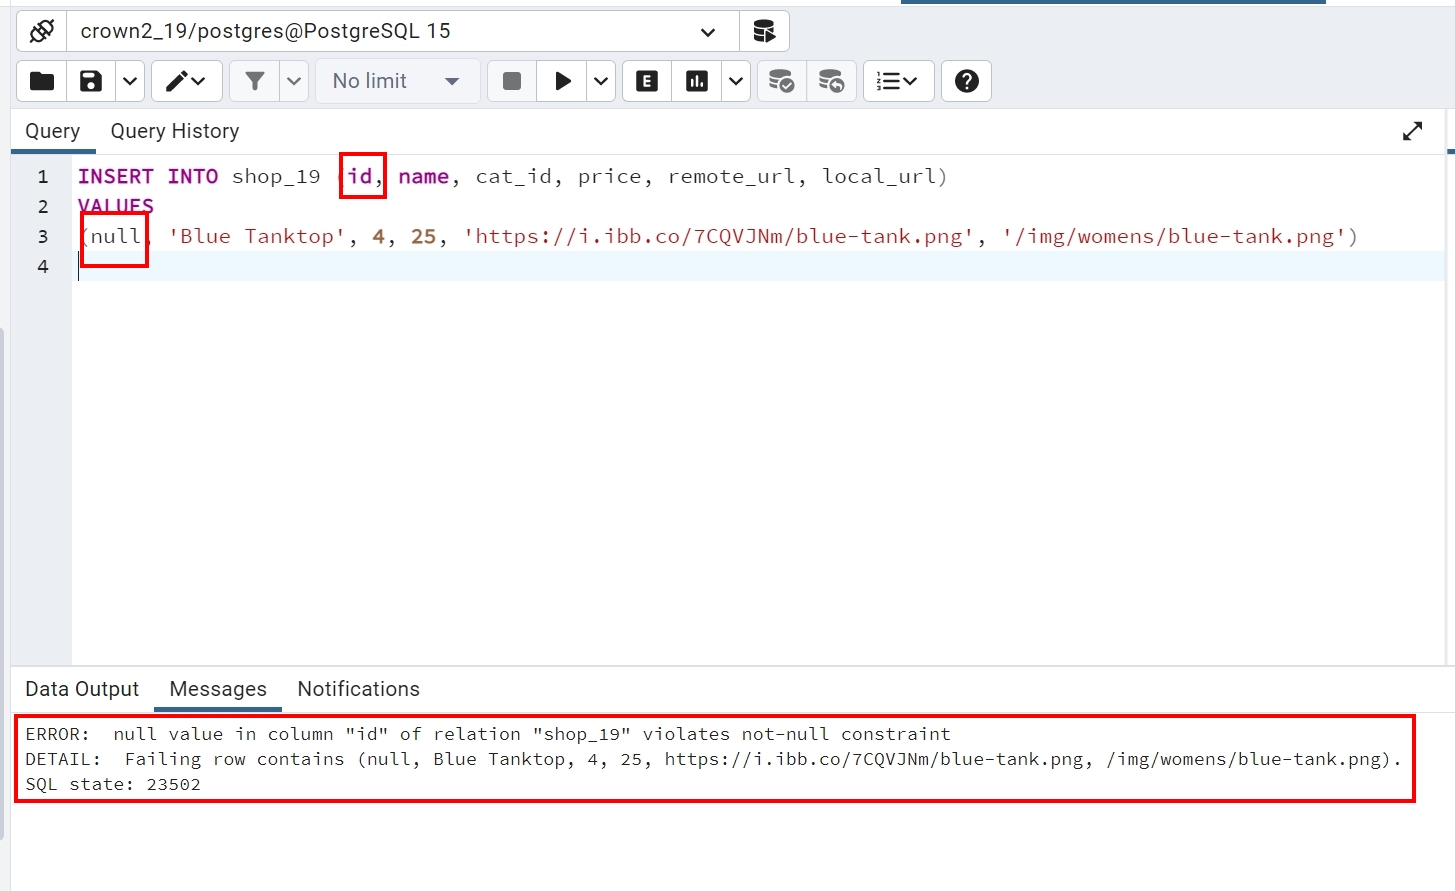 crown2_19/postgres@PostgreSQL 15
No limit
E
Query Query History
1 INSERT INTO shop_19 (id, name, cat_id, price, remote_url, local_url)
2 VALUES
3 (null, 'Blue Tanktop', 4, 25, 'https://i.ibb.co/7CQVJNm/blue-tank.png', '/img/womens/blue-tank.png')
4
Data Output Messages Notifications
ERROR:  null value in column "id" of relation "shop_19" violates not-null constraint
DETAIL:  Failing row contains (null, Blue Tanktop, 4, 25, https://i.ibb.co/7CQVJNm/blue-tank.png, /img/womens/blue-tank.png).
SQL state: 23502